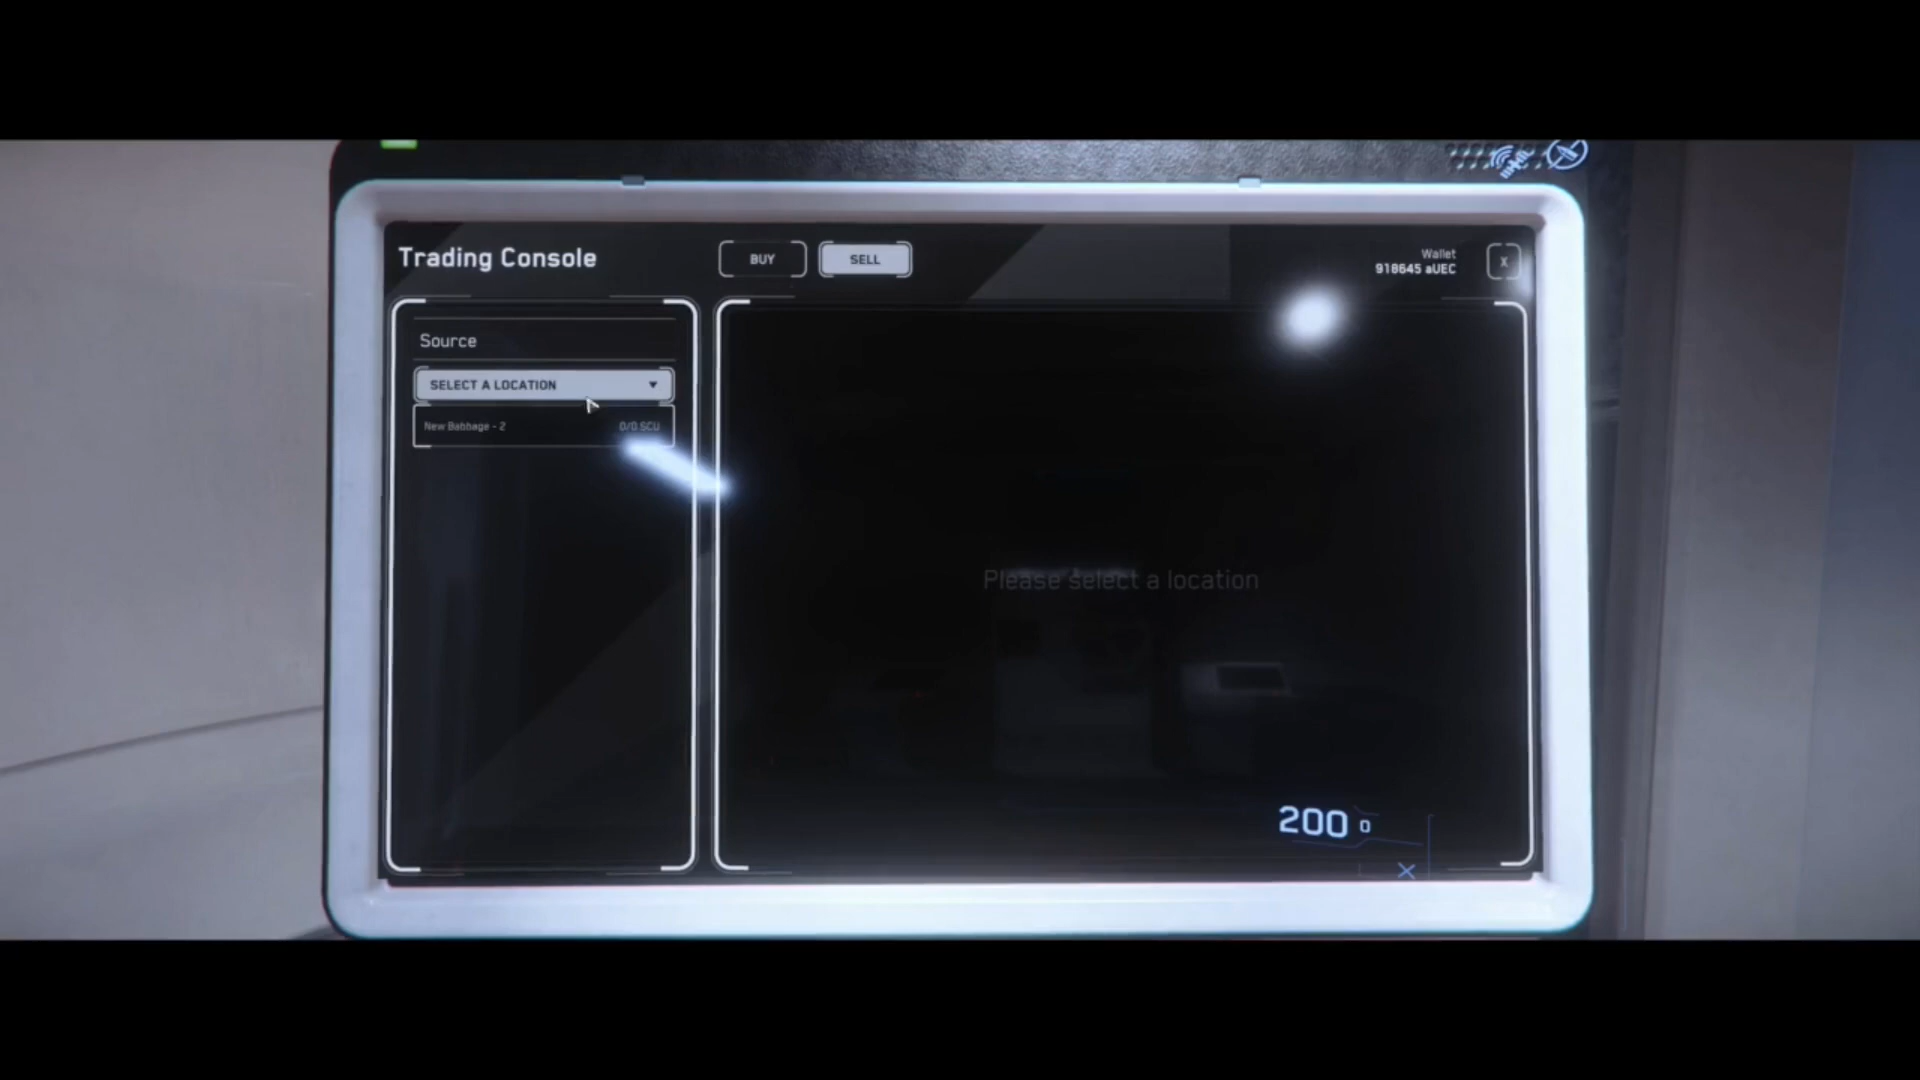 Trading Console
BUY
SELL
Wallet
918645 aUEC
X
Source
SELECT A LOCATION
New Babbage - 2
0/0 SCU
Please select a location
200 0